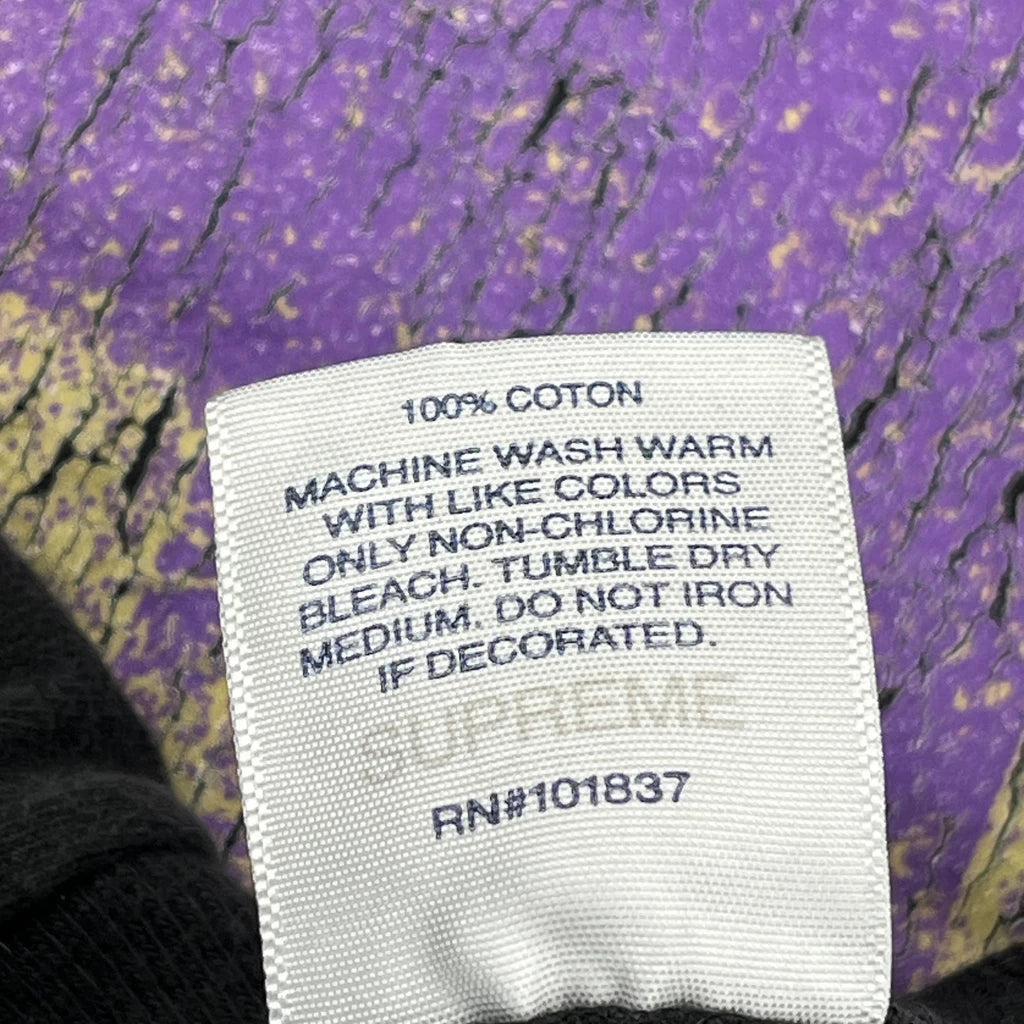 100% COTON
MACHINE WASH WARM
WITH LIKE COLORS
ONLY NON-CHLORINE
BLEACH. TUMBLE DRY
MEDIUM. DO NOT IRON
IF DECORATED.
SUPREME
RN#101837